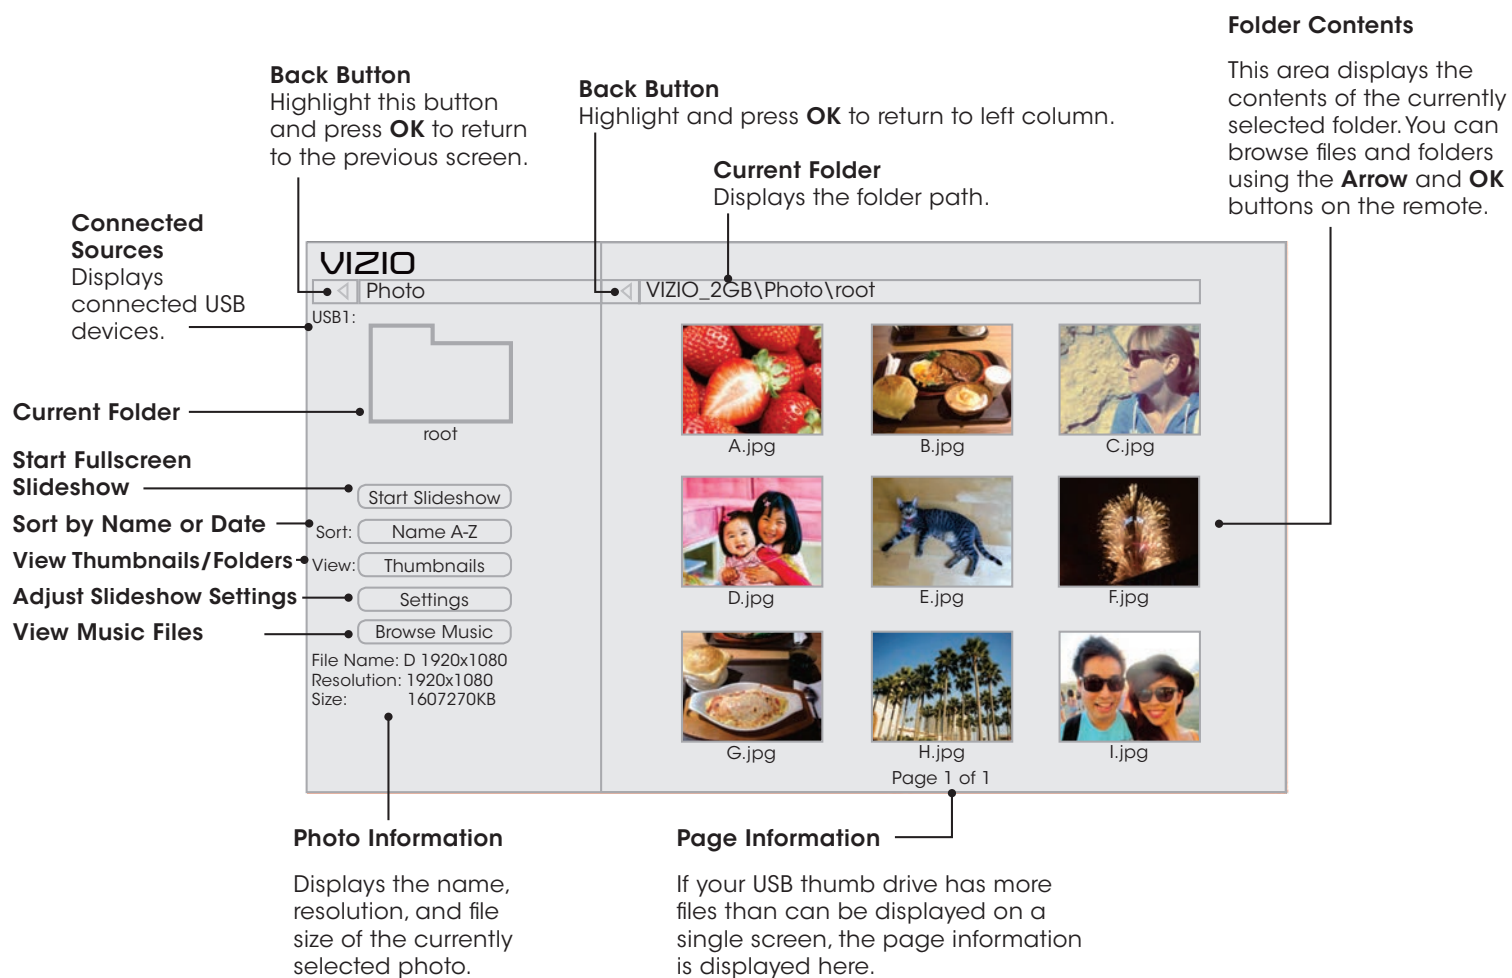 Folder Contents
This area displays the
contents of the currently
selected folder. You can
browse files and folders
using the Arrow and OK
buttons on the remote.
Back Button
Highlight this button
and press OK to return
to the previous screen.
Back Button
Highlight and press OK to return to left column.
Current Folder
Displays the folder path.
Connected
Sources
Displays
connected USB
devices.
VIZIO
Photo
VIZIO_2GB\Photo\root
USB1:
Current Folder
root
Start Fullscreen
Slideshow
Start Slideshow
Sort by Name or Date
Sort: Name A-Z
View Thumbnails/Folders
View: Thumbnails
Adjust Slideshow Settings
Settings
View Music Files
Browse Music
File Name: D 1920x1080
Resolution: 1920x1080
Size: 1607270KB
A.jpg
B.jpg
C.jpg
D.jpg
E.jpg
F.jpg
G.jpg
H.jpg
I.jpg
Page 1 of 1
Photo Information
Displays the name,
resolution, and file
size of the currently
selected photo.
Page Information
If your USB thumb drive has more
files than can be displayed on a
single screen, the page information
is displayed here.